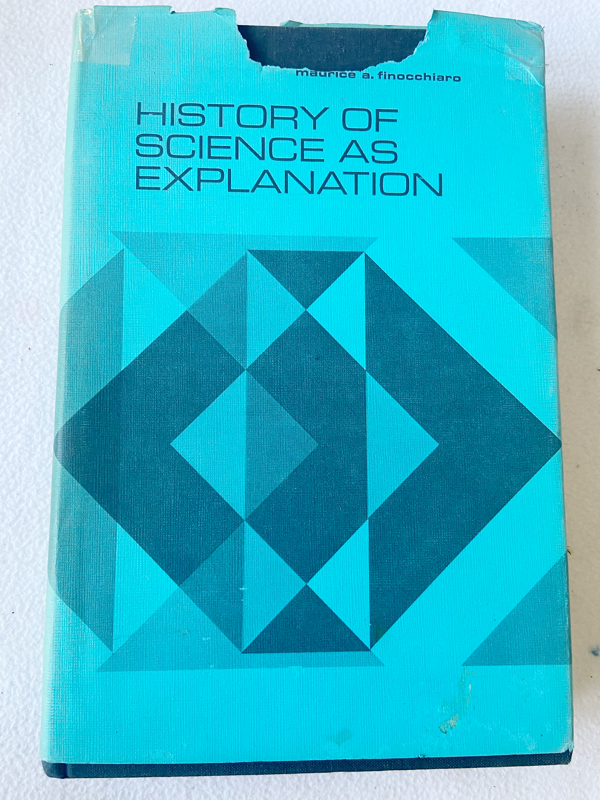 maurice a. finocchiaro
HISTORY OF
SCIENCE AS
EXPLANATION